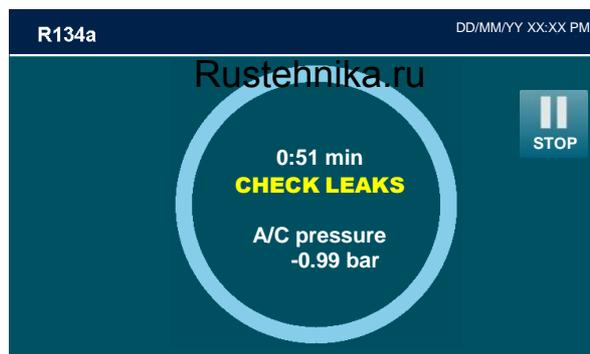 R134a
DD/MM/YY XX:XX PM
Rustehnika.ru
0:51 min
CHECK LEAKS
STOP
A/C pressure
-0.99 bar